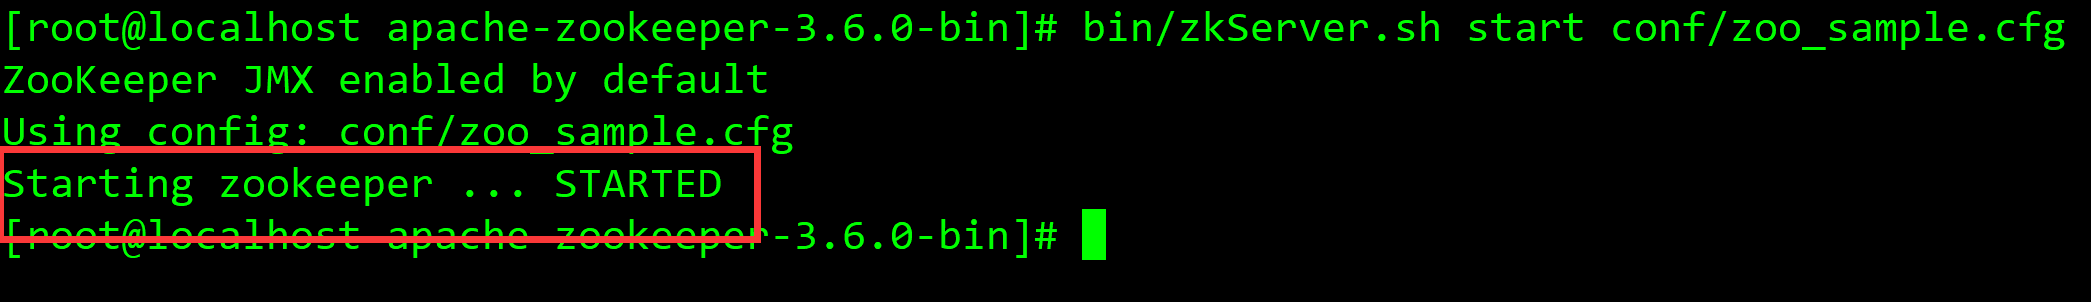 [root@localhost apache-zookeeper-3.6.0-bin]# bin/zkServer.sh start conf/zoo_sample.cfg
ZooKeeper JMX enabled by default
Using config: conf/zoo_sample.cfg
Starting zookeeper ... STARTED
[root@localhost apache-zookeeper-3.6.0-bin]#